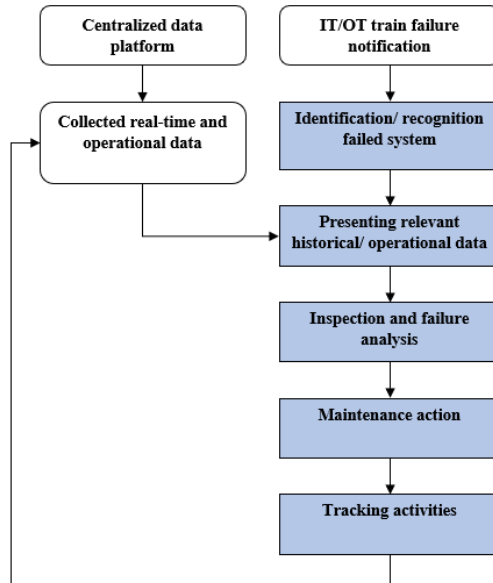 Centralized data
platform
IT/OT train failure
notification
Collected real-time and
operational data
Identification/ recognition
failed system
Presenting relevant
historical/ operational data
Inspection and failure
analysis
Maintenance action
Tracking activities